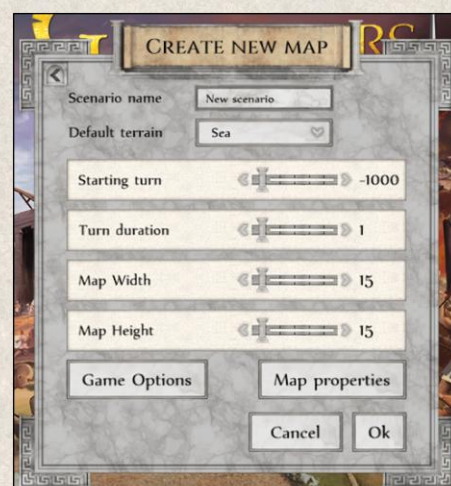 CREATE NEW MAP
Scenario name New scenario
Default terrain Sea
Starting turn -1000
Turn duration 1
Map Width 15
Map Height 15
Game Options Map properties
Cancel Ok